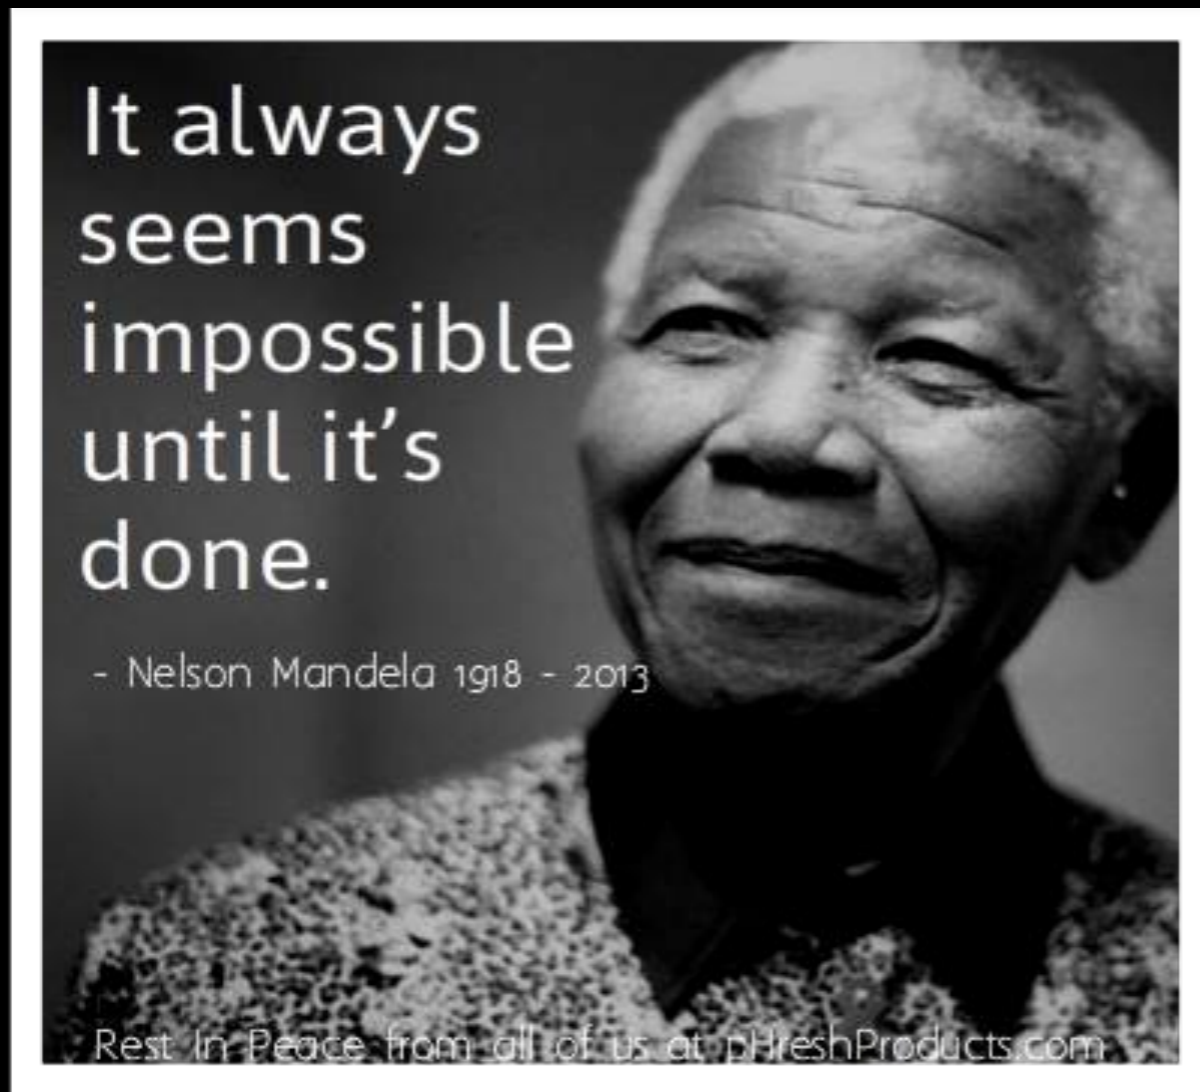 It always
seems
impossible
until it’s
done.
- Nelson Mandela 1918 - 2013
Rest In Peace from all of us at pHreshProducts.com